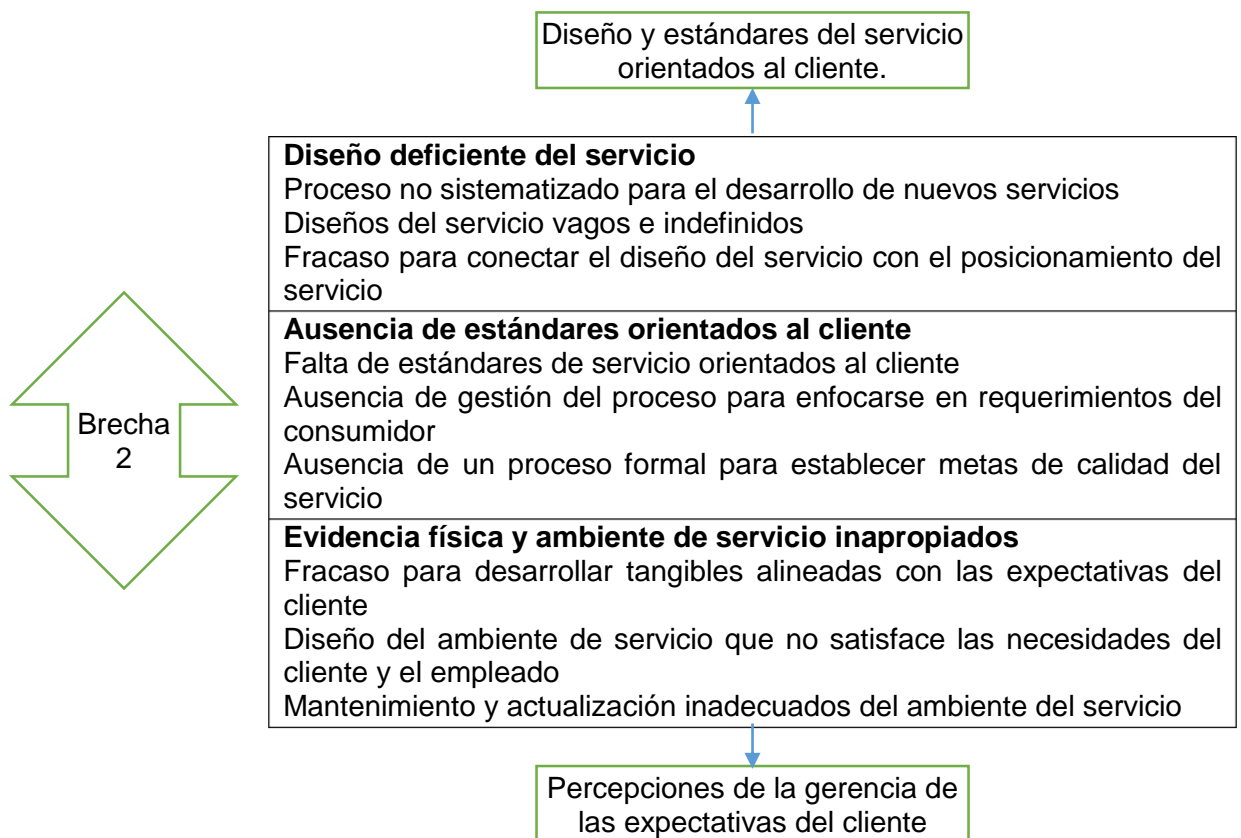 Diseño y estándares del servicio
orientados al cliente.
Diseño deficiente del servicio
Proceso no sistematizado para el desarrollo de nuevos servicios
Diseños del servicio vagos e indefinidos
Fracaso para conectar el diseño del servicio con el posicionamiento del
servicio
Ausencia de estándares orientados al cliente
Falta de estándares de servicio orientados al cliente
Ausencia de gestión del proceso para enfocarse en requerimientos del
consumidor
Ausencia de un proceso formal para establecer metas de calidad del
servicio
Brecha
2
Evidencia física y ambiente de servicio inapropiados
Fracaso para desarrollar tangibles alineadas con las expectativas del
cliente
Diseño del ambiente de servicio que no satisface las necesidades del
cliente y el empleado
Mantenimiento y actualización inadecuados del ambiente del servicio
Percepciones de la gerencia de
las expectativas del cliente